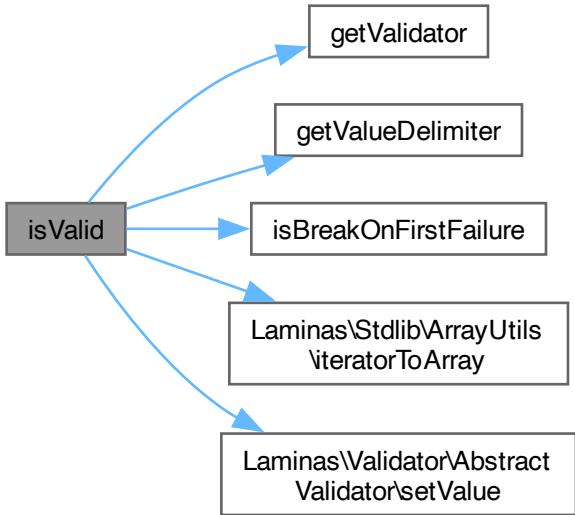 getValidator
getValueDelimiter
isValid
isBreakOnFirstFailure
Laminas\Stdlib\ArrayUtils
\iteratorToArray
Laminas\Validator\Abstract
Validator\setValue